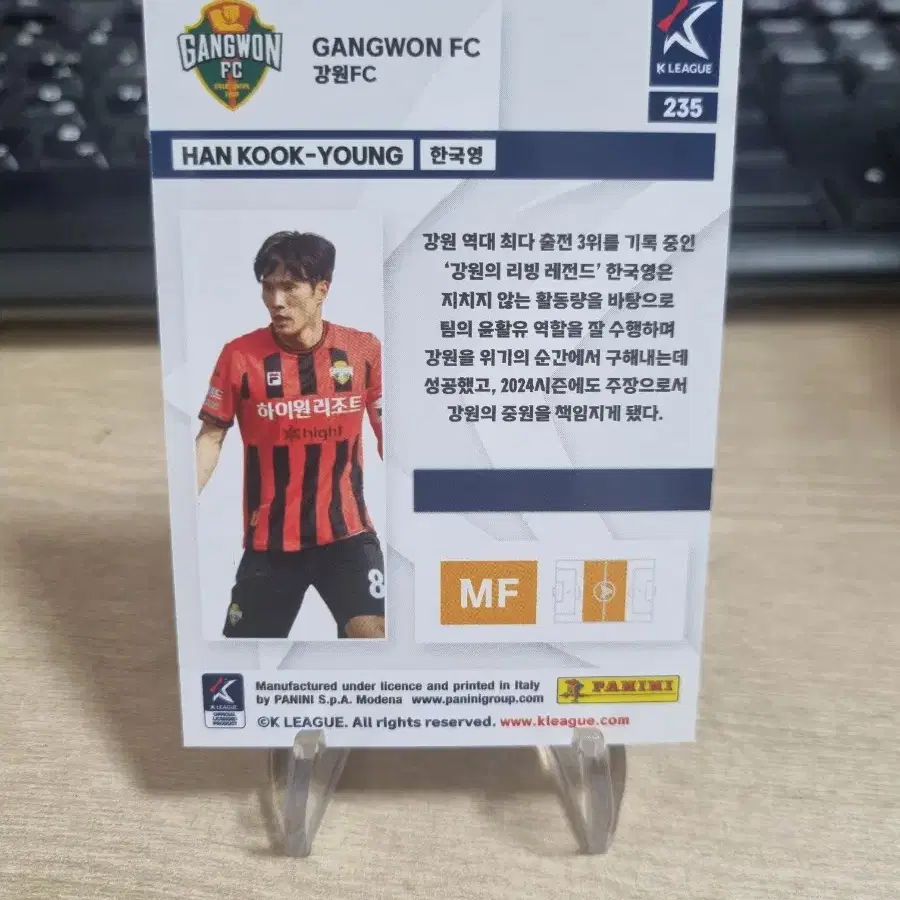 GANGWON
FC
GANGWON FC
강원FC
K LEAGUE
235
HAN KOOK-YOUNG
한국영
강원 역대 최다 출전 3위를 기록 중인
‘강원의 리빙 레전드’ 한국영은
지치지 않는 활동량을 바탕으로
팀의 윤활유 역할을 잘 수행하며
강원을 위기의 순간에서 구해내는데
성공했고, 2024시즌에도 주장으로서
강원의 중원을 책임지게 됐다.
FILA
하이원리조트
high1
8
MF
K LEAGUE
OFFICIAL
LICENSED
PRODUCT
Manufactured under licence and printed in Italy
by PANINI S.p.A. Modena www.paninigroup.com
PANINI
©K LEAGUE. All rights reserved. www.kleague.com